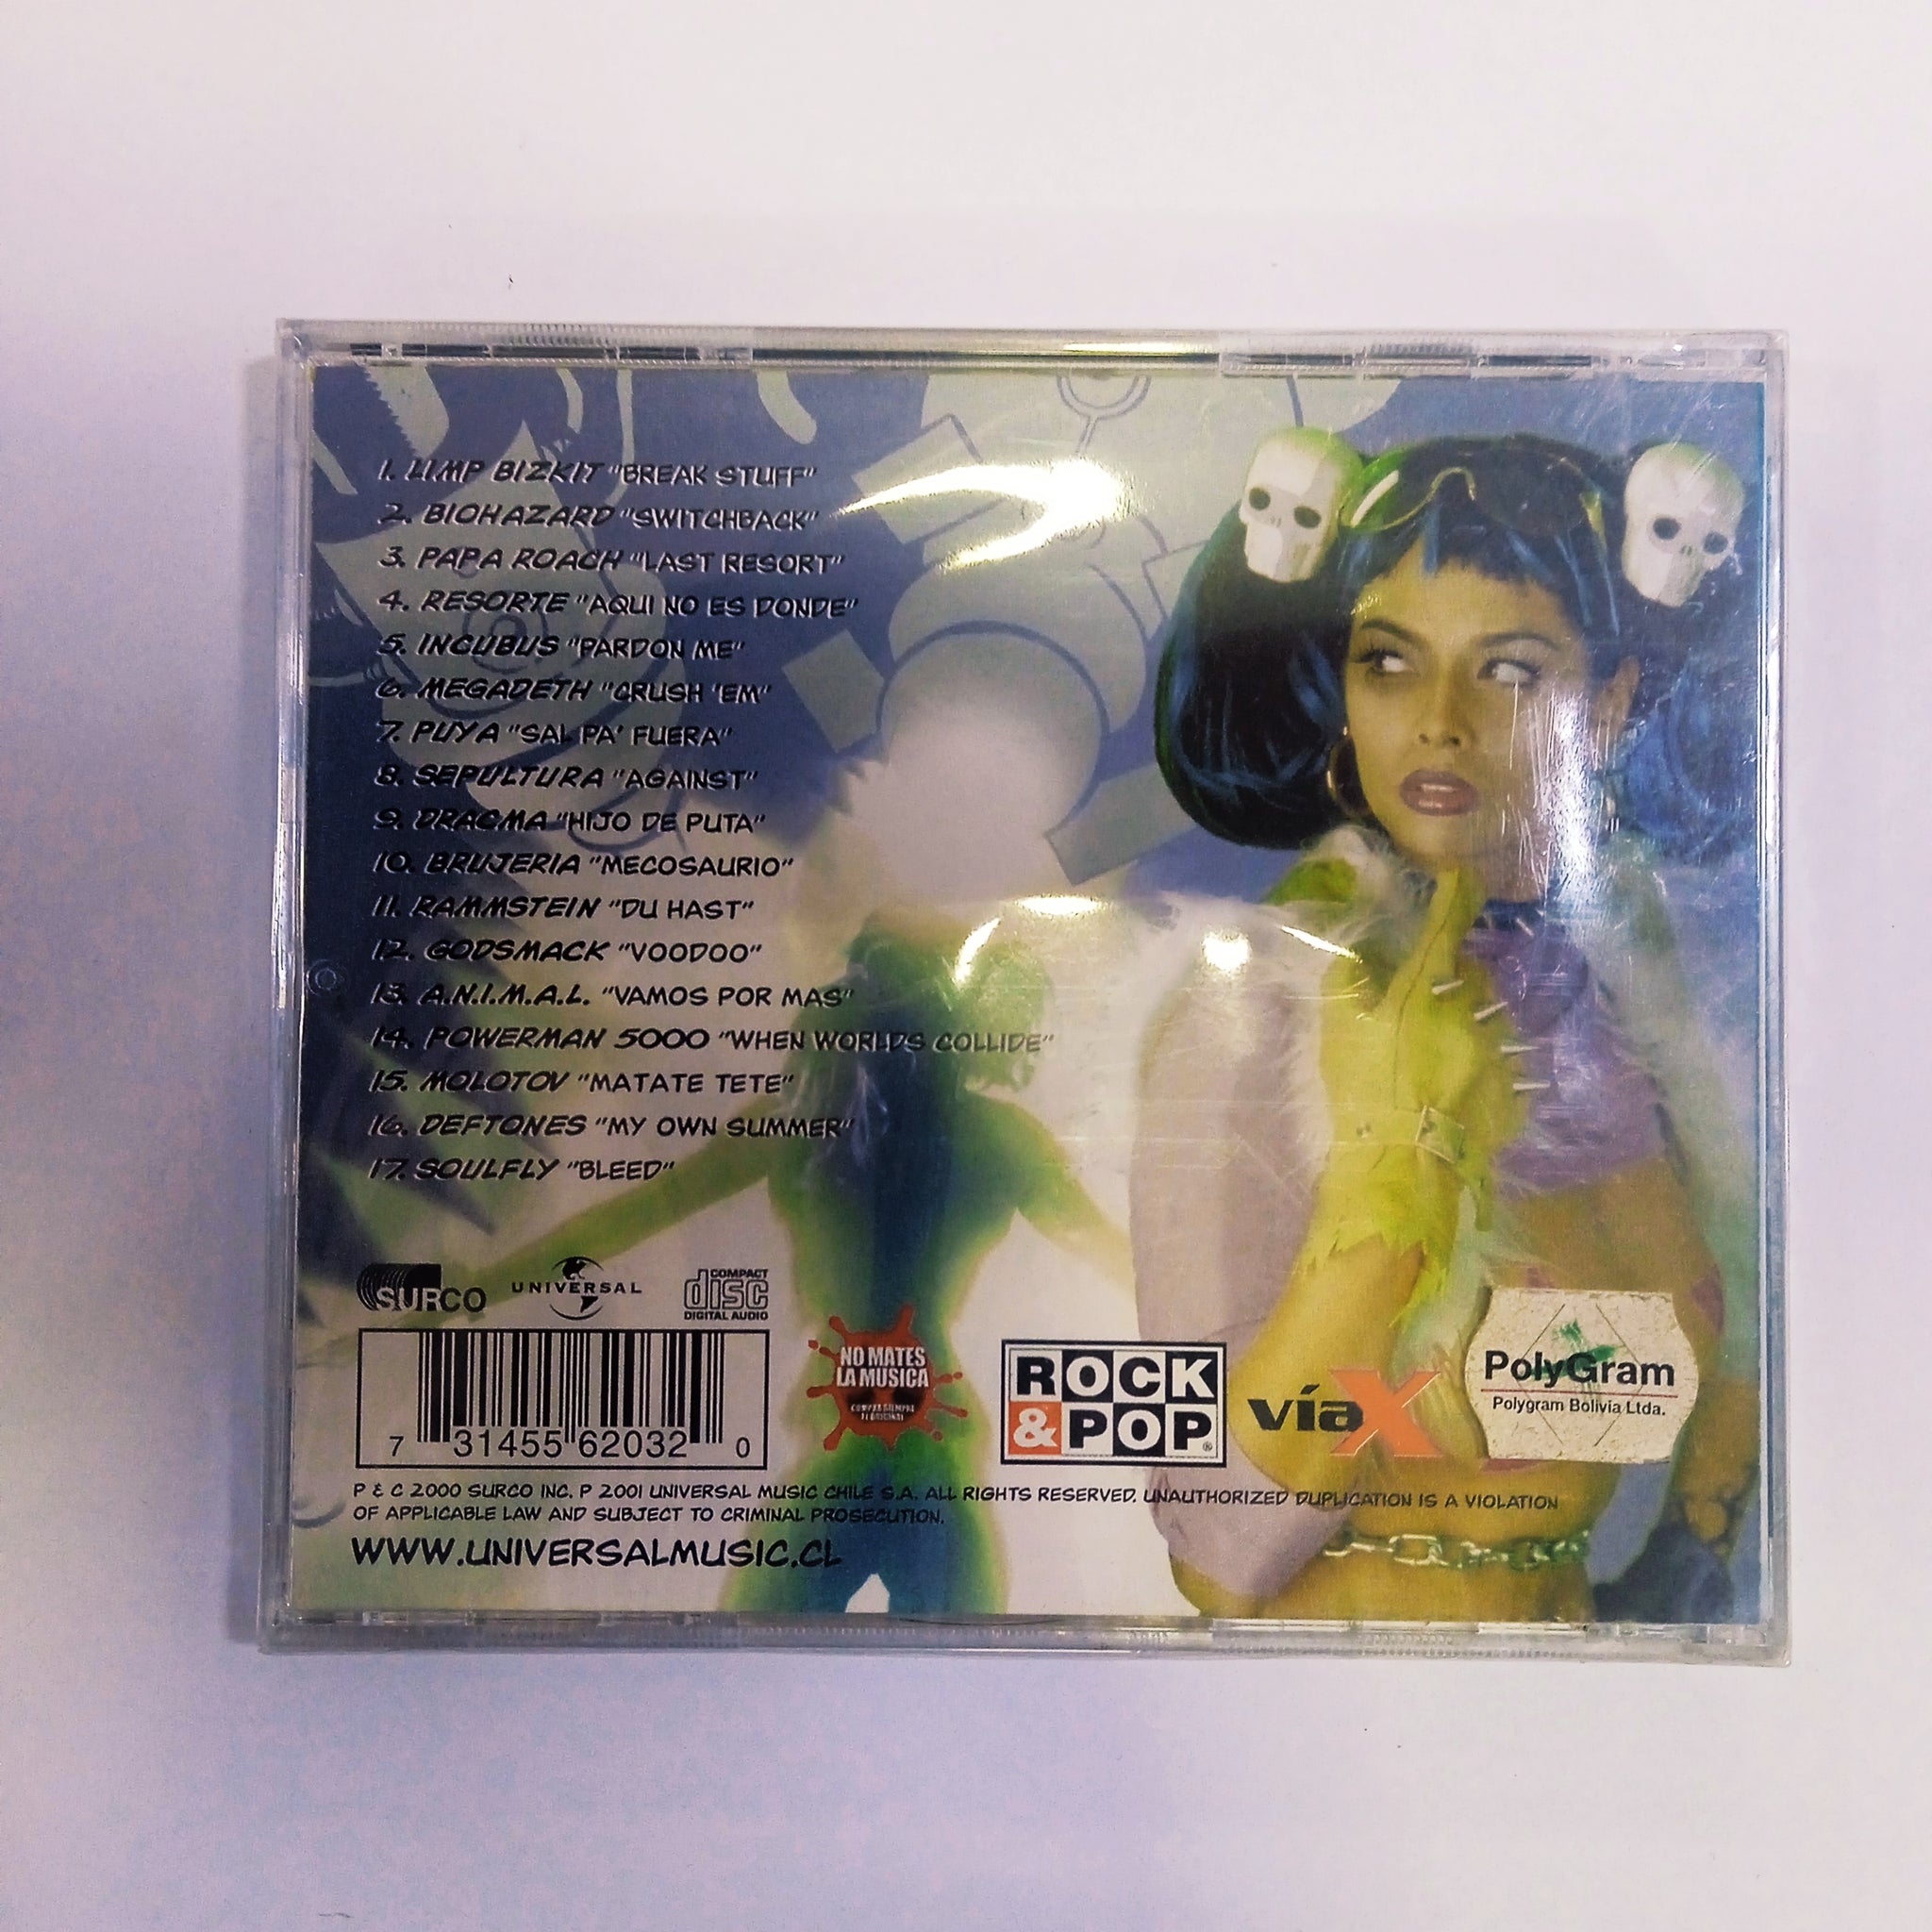 1. LIMP BIZKIT "BREAK STUFF"
2. BIOHAZARD "SWITCHBACK"
3. PAPA ROACH "LAST RESORT"
4. RESORTE "AQUI NO ES DONDE"
5. INCUBUS "PARDON ME"
6. MEGADETH "CRUSH 'EM"
7. PUYA "SAL PA' FUERA"
8. SEPULTURA "AGAINST"
9. DRACMA "HIJO DE PUTA"
10. BRUJERIA "MECOSAURIO"
11. RAMMSTEIN "DU HAST"
12. GODSMACK "VOODOO"
13. A.N.I.M.A.L. "VAMOS POR MAS"
14. POWERMAN 5000 "WHEN WORLDS COLLIDE"
15. MOLOTOV "MATATE TETE"
16. DEFTONES "MY OWN SUMMER"
17. SOULFLY "BLEED"
SURCO
UNIVERSAL
COMPACT
disc
DIGITAL AUDIO
7 31455 62032 0
NO MATES
LA MUSICA
COMPRA SIEMPRE
EL ORIGINAL
ROCK
& POP®
víaX
PolyGram
Polygram Bolivia Ltda.
P & C 2000 SURCO INC. P 2001 UNIVERSAL MUSIC CHILE S.A. ALL RIGHTS RESERVED. UNAUTHORIZED DUPLICATION IS A VIOLATION
OF APPLICABLE LAW AND SUBJECT TO CRIMINAL PROSECUTION.
WWW.UNIVERSALMUSIC.CL